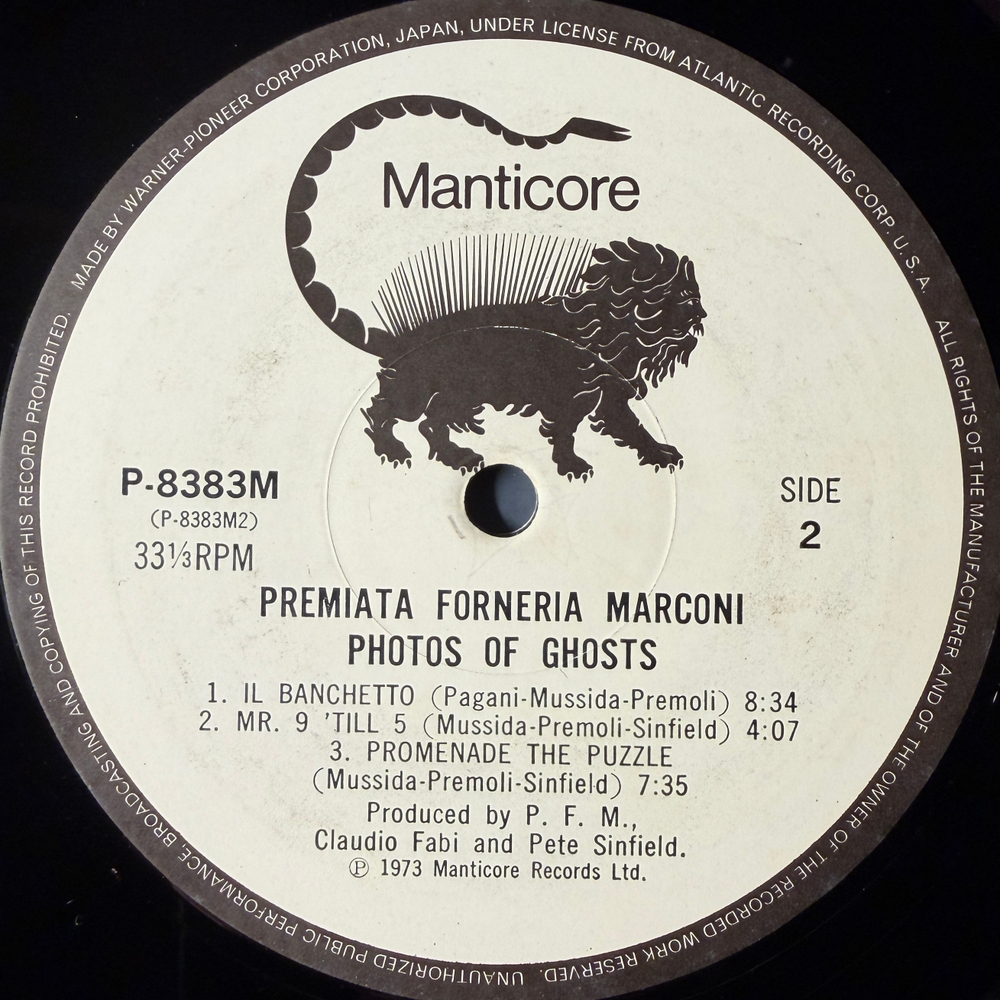 MADE BY WARNER-PIONEER CORPORATION, JAPAN, UNDER LICENSE FROM ATLANTIC RECORDING CORP. U.S.A.
ALL RIGHTS OF THE MANUFACTURER AND OF THE OWNER OF THE RECORDED WORK RESERVED.
UNAUTHORIZED PUBLIC PERFORMANCE, BROADCASTING AND COPYING OF THIS RECORD PROHIBITED.
Manticore
P-8383M
(P-8383M2)
33⅓RPM
SIDE
2
PREMIATA FORNERIA MARCONI
PHOTOS OF GHOSTS
1. IL BANCHETTO (Pagani-Mussida-Premoli) 8:34
2. MR. 9 'TILL 5 (Mussida-Premoli-Sinfield) 4:07
3. PROMENADE THE PUZZLE
(Mussida-Premoli-Sinfield) 7:35
Produced by P. F. M.,
Claudio Fabi and Pete Sinfield.
℗ 1973 Manticore Records Ltd.